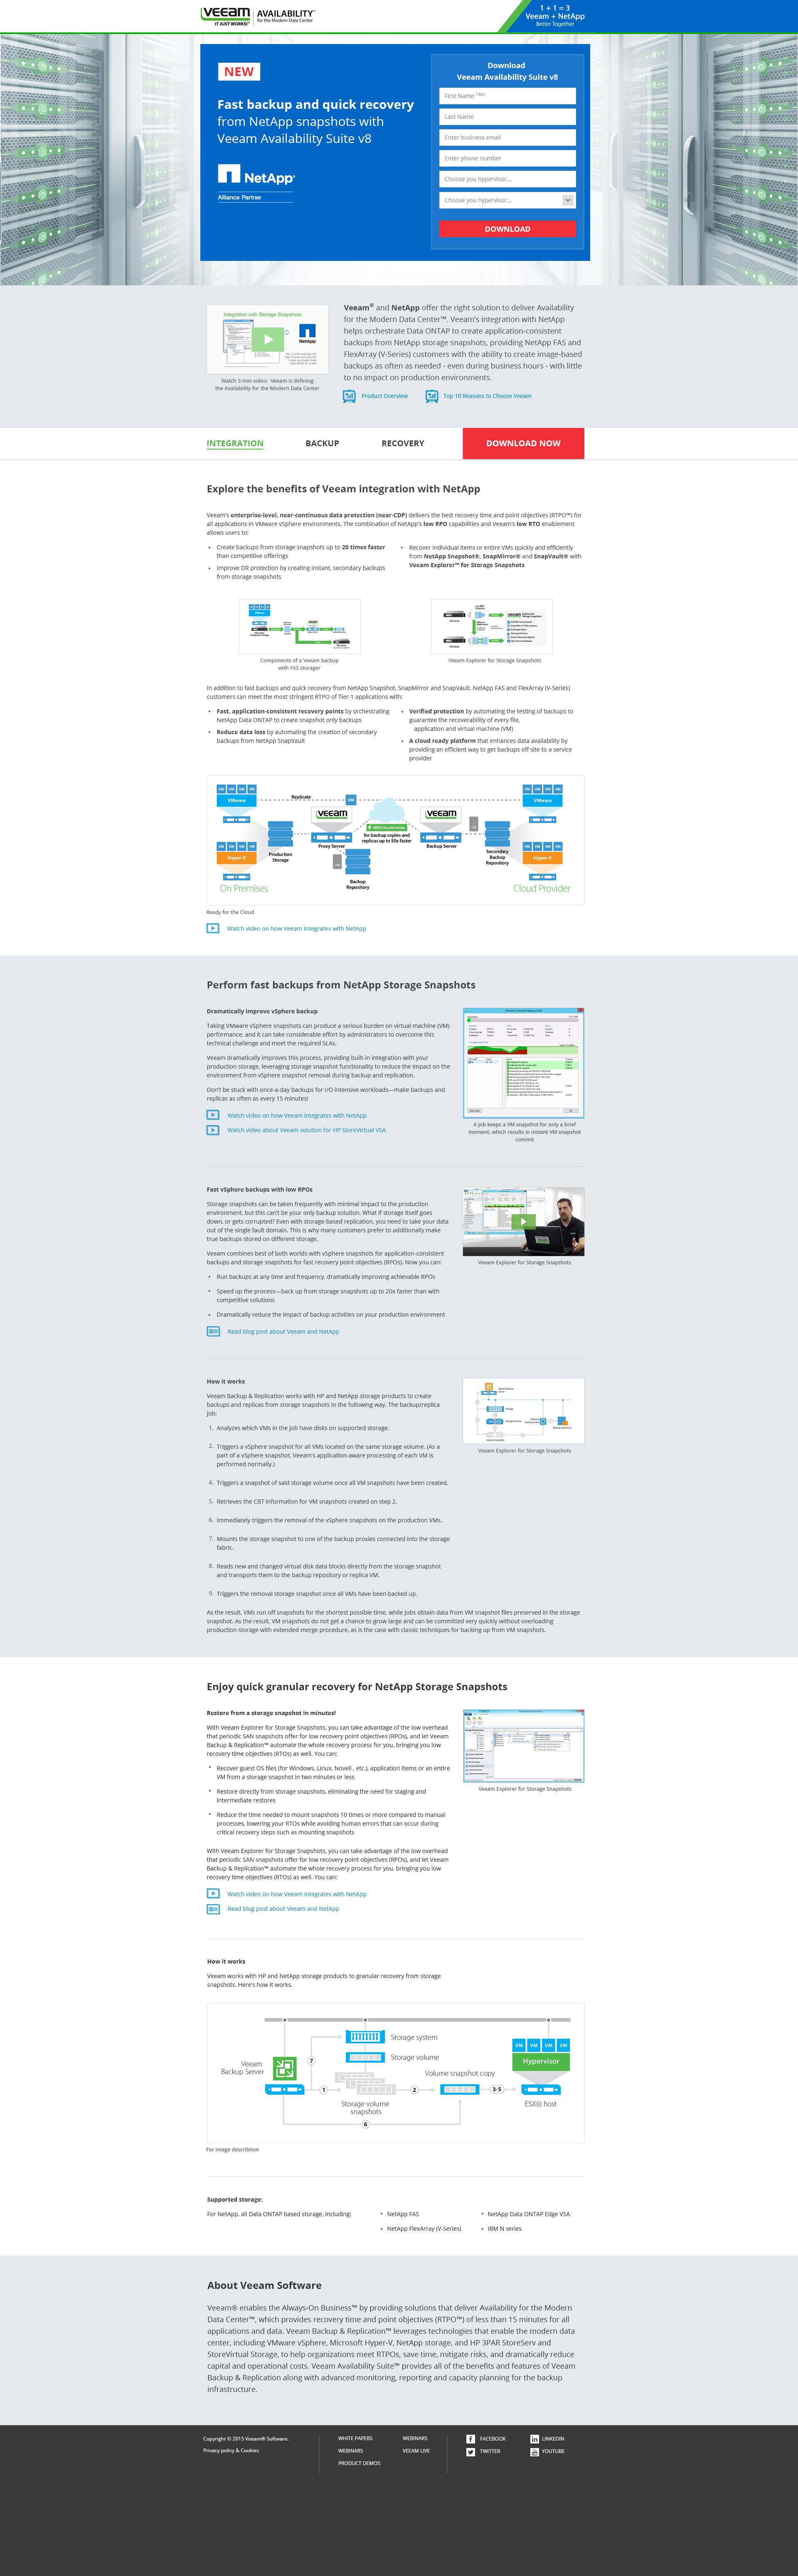 veeam
IT JUST WORKS!
AVAILABILITY™
for the Modern Data Center
1 + 1 = 3
Veeam + NetApp
Better Together
NEW
Fast backup and quick recovery
from NetApp snapshots with
Veeam Availability Suite v8
NetApp®
Alliance Partner
Download
Veeam Availability Suite v8
First Name
Last Name
Enter business email
Enter phone number
Choose you hypervisor...
Choose you hypervisor...
DOWNLOAD
Integration with Storage Snapshots
NetApp
Watch 3-min video: Veeam is defining
the Availability for the Modern Data Center
Veeam® and NetApp offer the right solution to deliver Availability
for the Modern Data Center™. Veeam's integration with NetApp
helps orchestrate Data ONTAP to create application-consistent
backups from NetApp storage snapshots, providing NetApp FAS and
FlexArray (V-Series) customers with the ability to create image-based
backups as often as needed - even during business hours - with little
to no impact on production environments.
Product Overview
Top 10 Reasons to Choose Veeam
INTEGRATION
BACKUP
RECOVERY
DOWNLOAD NOW
Explore the benefits of Veeam integration with NetApp
Veeam's enterprise-level, near-continuous data protection (near-CDP) delivers the best recovery time and point objectives (RTPO™) for
all applications in VMware vSphere environments. The combination of NetApp's low RPO capabilities and Veeam's low RTO enablement
allows users to:
• Create backups from storage snapshots up to 20 times faster
than competitive offerings
• Improve DR protection by creating instant, secondary backups
from storage snapshots
• Recover individual items or entire VMs quickly and efficiently
from NetApp Snapshot®, SnapMirror® and SnapVault® with
Veeam Explorer™ for Storage Snapshots
Components of a Veeam backup
with FAS storager
Veeam Explorer for Storage Snapshots
In addition to fast backups and quick recovery from NetApp Snapshot, SnapMirror and SnapVault, NetApp FAS and FlexArray (V-Series)
customers can meet the most stringent RTPO of Tier-1 applications with:
• Fast, application-consistent recovery points by orchestrating
NetApp Data ONTAP to create snapshot only backups
• Reduce data loss by automating the creation of secondary
backups from NetApp SnapVault
• Verified protection by automating the testing of backups to
guarantee the recoverability of every file,
application and virtual machine (VM)
• A cloud ready platform that enhances data availability by
providing an efficient way to get backups off site to a service
provider
VM VM VM VM
VMware
Replicate
VM
VM VM VM VM
VMware
veeam
Proxy Server
WAN Acceleration
for backup copies and
replicas up to 50x faster
veeam
Backup Server
VM VM VM VM
Hyper-V
Production
Storage
Backup
Repository
Secondary
Backup
Repository
VM VM VM VM
Hyper-V
On Premises
Cloud Provider
Ready for the Cloud
Watch video on how Veeam integrates with NetApp
Perform fast backups from NetApp Storage Snapshots
Dramatically improve vSphere backup
Taking VMware vSphere snapshots can produce a serious burden on virtual machine (VM)
performance, and it can take considerable effort by administrators to overcome this
technical challenge and meet the required SLAs.
Veeam dramatically improves this process, providing built-in integration with your
production storage, leveraging storage snapshot functionality to reduce the impact on the
environment from vSphere snapshot removal during backup and replication.
Don't be stuck with once-a-day backups for I/O intensive workloads—make backups and
replicas as often as every 15 minutes!
Watch video on how Veeam integrates with NetApp
Watch video about Veeam solution for HP StoreVirtual VSA
A job keeps a VM snapshot for only a brief
moment, which results in instant VM snapshot
commit
Fast vSphere backups with low RPOs
Storage snapshots can be taken frequently with minimal impact to the production
environment, but this can't be your only backup solution. What if storage itself goes
down, or gets corrupted? Even with storage-based replication, you need to take your data
out of the single fault domain. This is why many customers prefer to additionally make
true backups stored on different storage.
Veeam combines best of both worlds with vSphere snapshots for application-consistent
backups and storage snapshots for fast recovery point objectives (RPOs). Now you can:
• Run backups at any time and frequency, dramatically improving achievable RPOs
• Speed up the process—back up from storage snapshots up to 20x faster than with
competitive solutions
• Dramatically reduce the impact of backup activities on your production environment
Read blog post about Veeam and NetApp
Veeam Explorer for Storage Snapshots
How it works
Veeam Backup & Replication works with HP and NetApp storage products to create
backups and replicas from storage snapshots in the following way. The backup/replica
job:
1. Analyzes which VMs in the job have disks on supported storage.
2. Triggers a vSphere snapshot for all VMs located on the same storage volume. (As a
part of a vSphere snapshot, Veeam's application-aware processing of each VM is
performed normally.)
4. Triggers a snapshot of said storage volume once all VM snapshots have been created.
5. Retrieves the CBT information for VM snapshots created on step 2.
6. Immediately triggers the removal of the vSphere snapshots on the production VMs.
7. Mounts the storage snapshot to one of the backup proxies connected into the storage
fabric.
8. Reads new and changed virtual disk data blocks directly from the storage snapshot
and transports them to the backup repository or replica VM.
9. Triggers the removal storage snapshot once all VMs have been backed up.
Veeam Explorer for Storage Snapshots
As the result, VMs run off snapshots for the shortest possible time, while jobs obtain data from VM snapshot files preserved in the storage
snapshot. As the result, VM snapshots do not get a chance to grow large and can be committed very quickly without overloading
production storage with extended merge procedure, as is the case with classic techniques for backing up from VM snapshots.
Enjoy quick granular recovery for NetApp Storage Snapshots
Restore from a storage snapshot in minutes!
With Veeam Explorer for Storage Snapshots, you can take advantage of the low overhead
that periodic SAN snapshots offer for low recovery point objectives (RPOs), and let Veeam
Backup & Replication™ automate the whole recovery process for you, bringing you low
recovery time objectives (RTOs) as well. You can:
• Recover guest OS files (for Windows, Linux, Novell , etc.), application items or an entire
VM from a storage snapshot in two minutes or less
• Restore directly from storage snapshots, eliminating the need for staging and
intermediate restores
• Reduce the time needed to mount snapshots 10 times or more compared to manual
processes, lowering your RTOs while avoiding human errors that can occur during
critical recovery steps such as mounting snapshots
With Veeam Explorer for Storage Snapshots, you can take advantage of the low overhead
that periodic SAN snapshots offer for low recovery point objectives (RPOs), and let Veeam
Backup & Replication™ automate the whole recovery process for you, bringing you low
recovery time objectives (RTOs) as well. You can:
Watch video on how Veeam integrates with NetApp
Read blog post about Veeam and NetApp
Veeam Explorer for Storage Snapshots
How it works
Veeam works with HP and NetApp storage products to granular recovery from storage
snapshots. Here's how it works.
Storage system
Storage volume
Volume snapshot copy
Veeam
Backup Server
VM VM VM VM
Hypervisor
7
1
2
3-5
Storage volume
snapshots
ESX(i) host
6
For image describtion
Supported storage:
For NetApp, all Data ONTAP based storage, including:
• NetApp FAS
• NetApp FlexArray (V-Series)
• NetApp Data ONTAP Edge VSA
• IBM N series
About Veeam Software
Veeam® enables the Always-On Business™ by providing solutions that deliver Availability for the Modern
Data Center™, which provides recovery time and point objectives (RTPO™) of less than 15 minutes for all
applications and data. Veeam Backup & Replication™ leverages technologies that enable the modern data
center, including VMware vSphere, Microsoft Hyper-V, NetApp storage, and HP 3PAR StoreServ and
StoreVirtual Storage, to help organizations meet RTPOs, save time, mitigate risks, and dramatically reduce
capital and operational costs. Veeam Availability Suite™ provides all of the benefits and features of Veeam
Backup & Replication along with advanced monitoring, reporting and capacity planning for the backup
infrastructure.
Copyright © 2015 Veeam® Software.
Privacy policy & Cookies
WHITE PAPERS
WEBINARS
PRODUCT DEMOS
WEBINARS
VEEAM LIVE
FACEBOOK
TWITTER
LINKEDIN
YOUTUBE